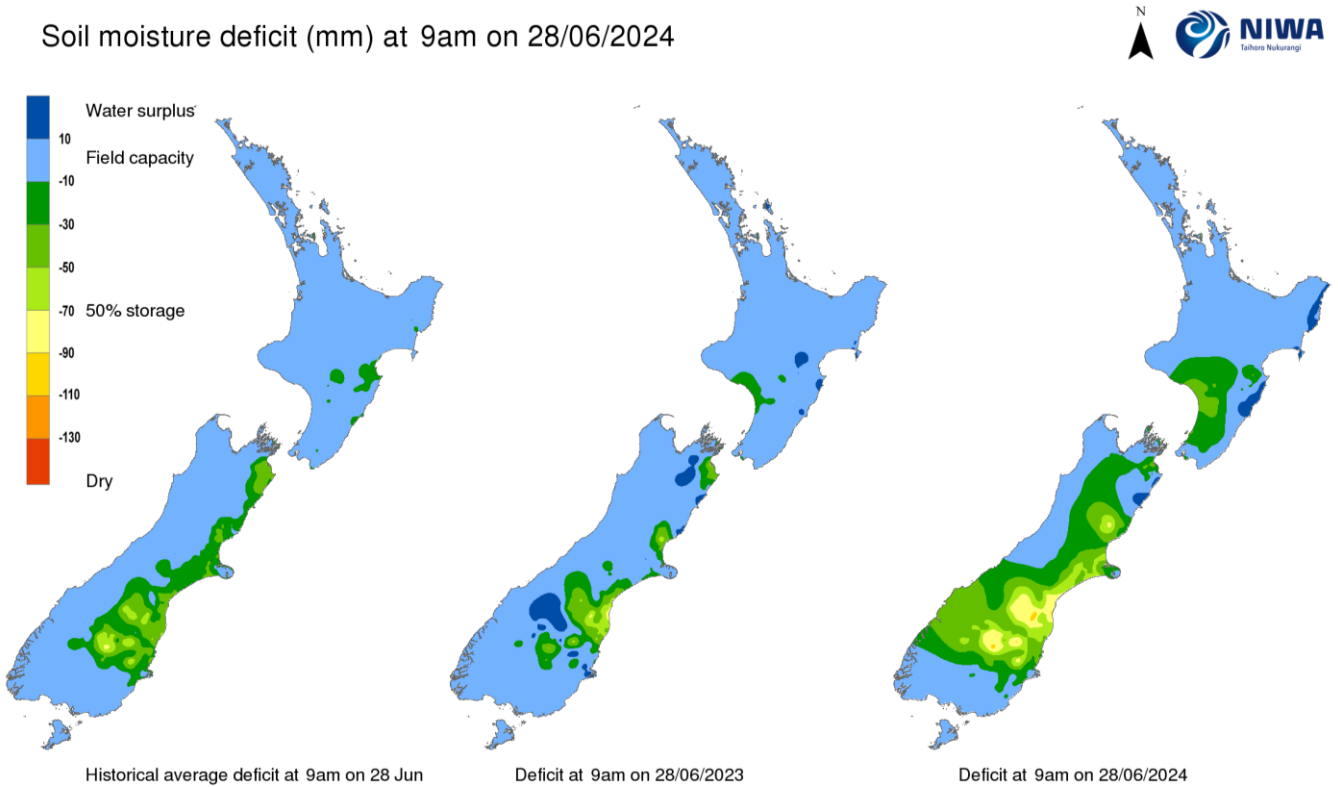 Soil moisture deficit (mm) at 9am on 28/06/2024
N
NIWA
Taihoro Nukurangi
Water surplus
10
Field capacity
-10
-30
-50
-70
50% storage
-90
-110
-130
Dry
Historical average deficit at 9am on 28 Jun
Deficit at 9am on 28/06/2023
Deficit at 9am on 28/06/2024